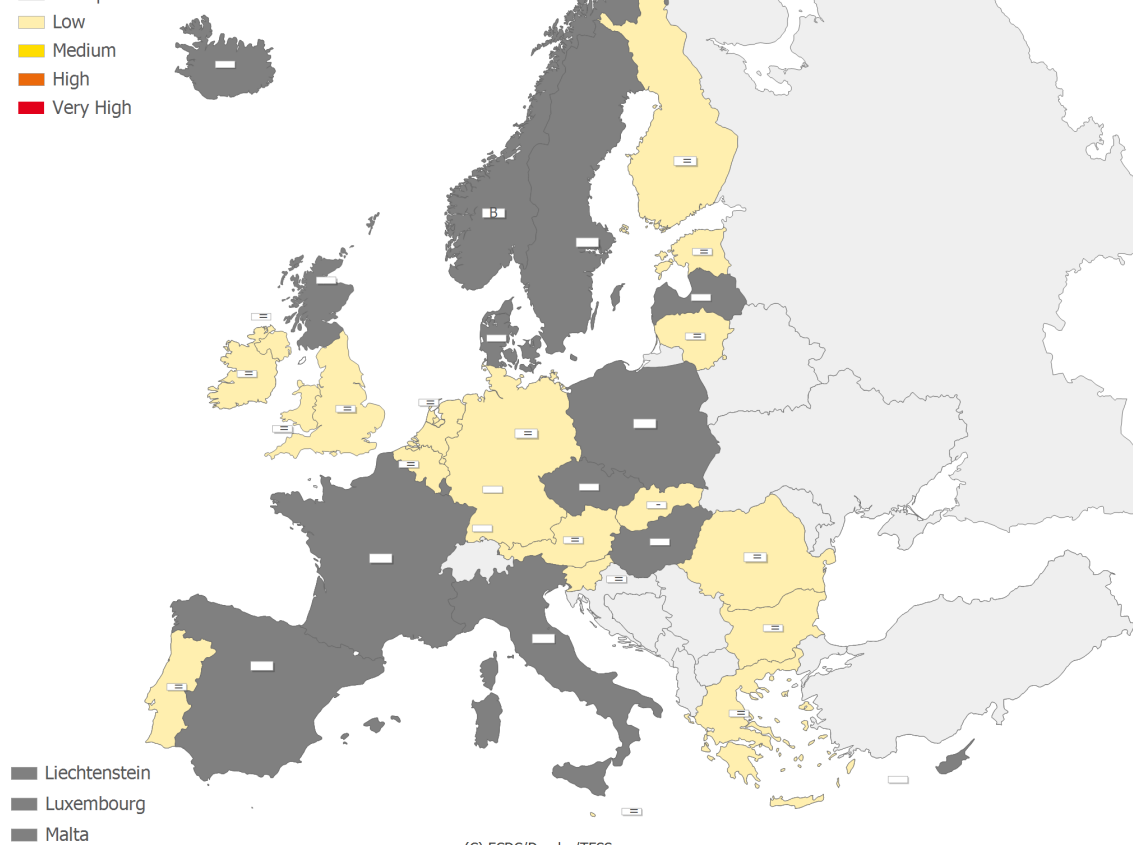 Low
Medium
High
Very High
=
B
=
=
=
=
=
=
=
=
=
=
-
=
=
=
=
=
=
=
Liechtenstein
Luxembourg
Malta